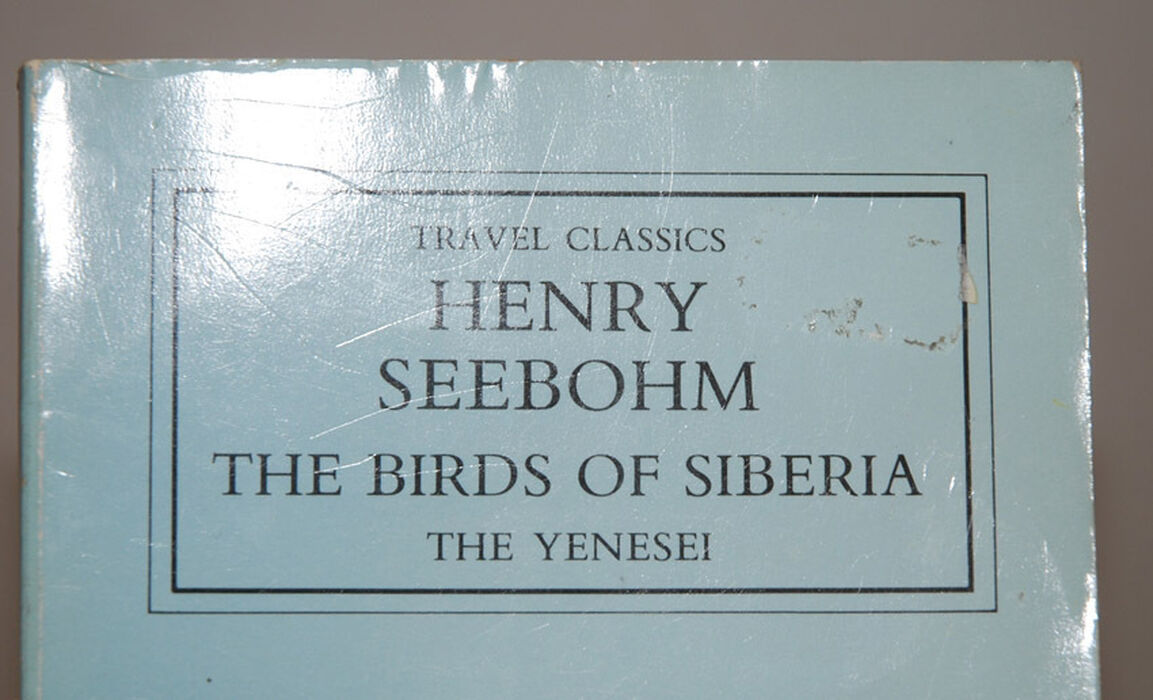 TRAVEL CLASSICS
HENRY
SEEBOHM
THE BIRDS OF SIBERIA
THE YENESEI